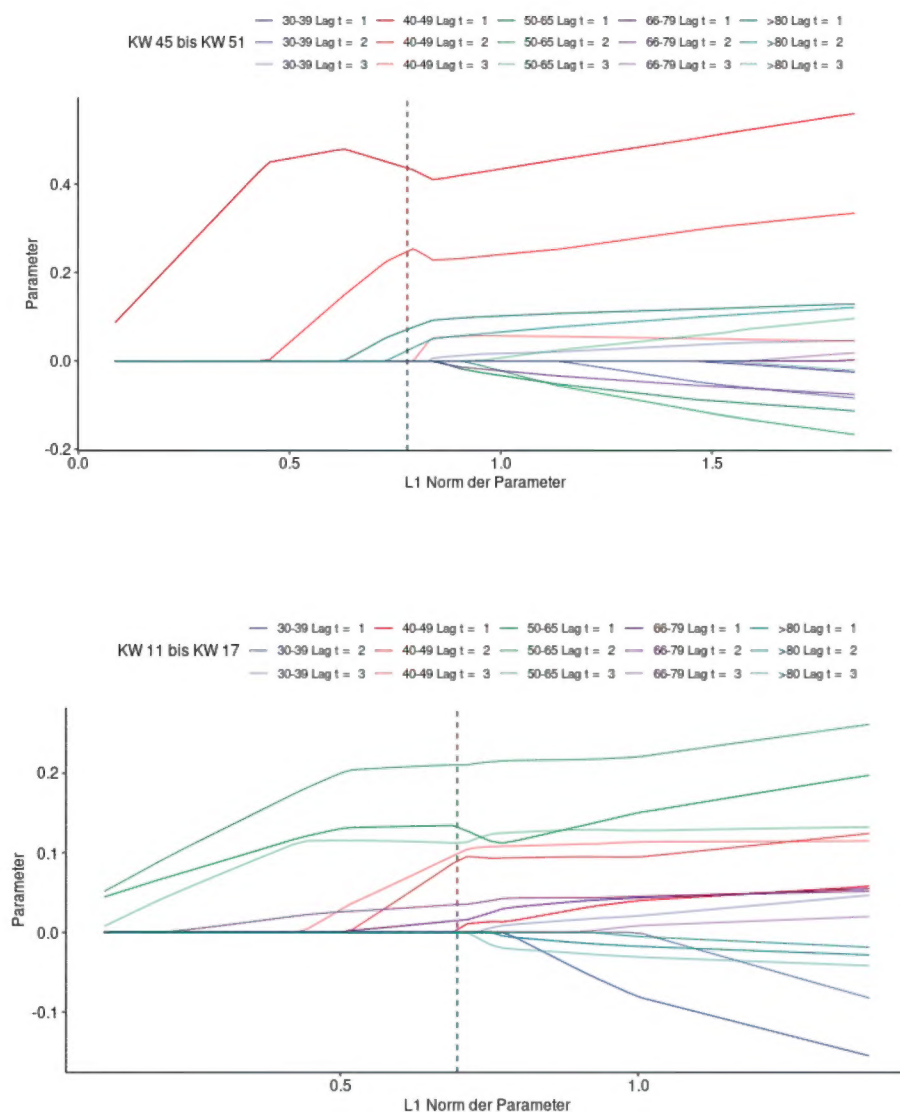 30-39 Lag t = 1 40-49 Lag t = 1 50-65 Lag t = 1 66-79 Lag t = 1 >80 Lag t = 1
KW 45 bis KW 51 30-39 Lag t = 2 40-49 Lag t = 2 50-65 Lag t = 2 66-79 Lag t = 2 >80 Lag t = 2
30-39 Lag t = 3 40-49 Lag t = 3 50-65 Lag t = 3 66-79 Lag t = 3 >80 Lag t = 3
0.4
0.2
0.0
-0.2
Parameter
0.0 0.5 1.0 1.5
L1 Norm der Parameter
30-39 Lag t = 1 40-49 Lag t = 1 50-65 Lag t = 1 66-79 Lag t = 1 >80 Lag t = 1
KW 11 bis KW 17 30-39 Lag t = 2 40-49 Lag t = 2 50-65 Lag t = 2 66-79 Lag t = 2 >80 Lag t = 2
30-39 Lag t = 3 40-49 Lag t = 3 50-65 Lag t = 3 66-79 Lag t = 3 >80 Lag t = 3
0.2
0.1
0.0
-0.1
Parameter
0.5 1.0
L1 Norm der Parameter